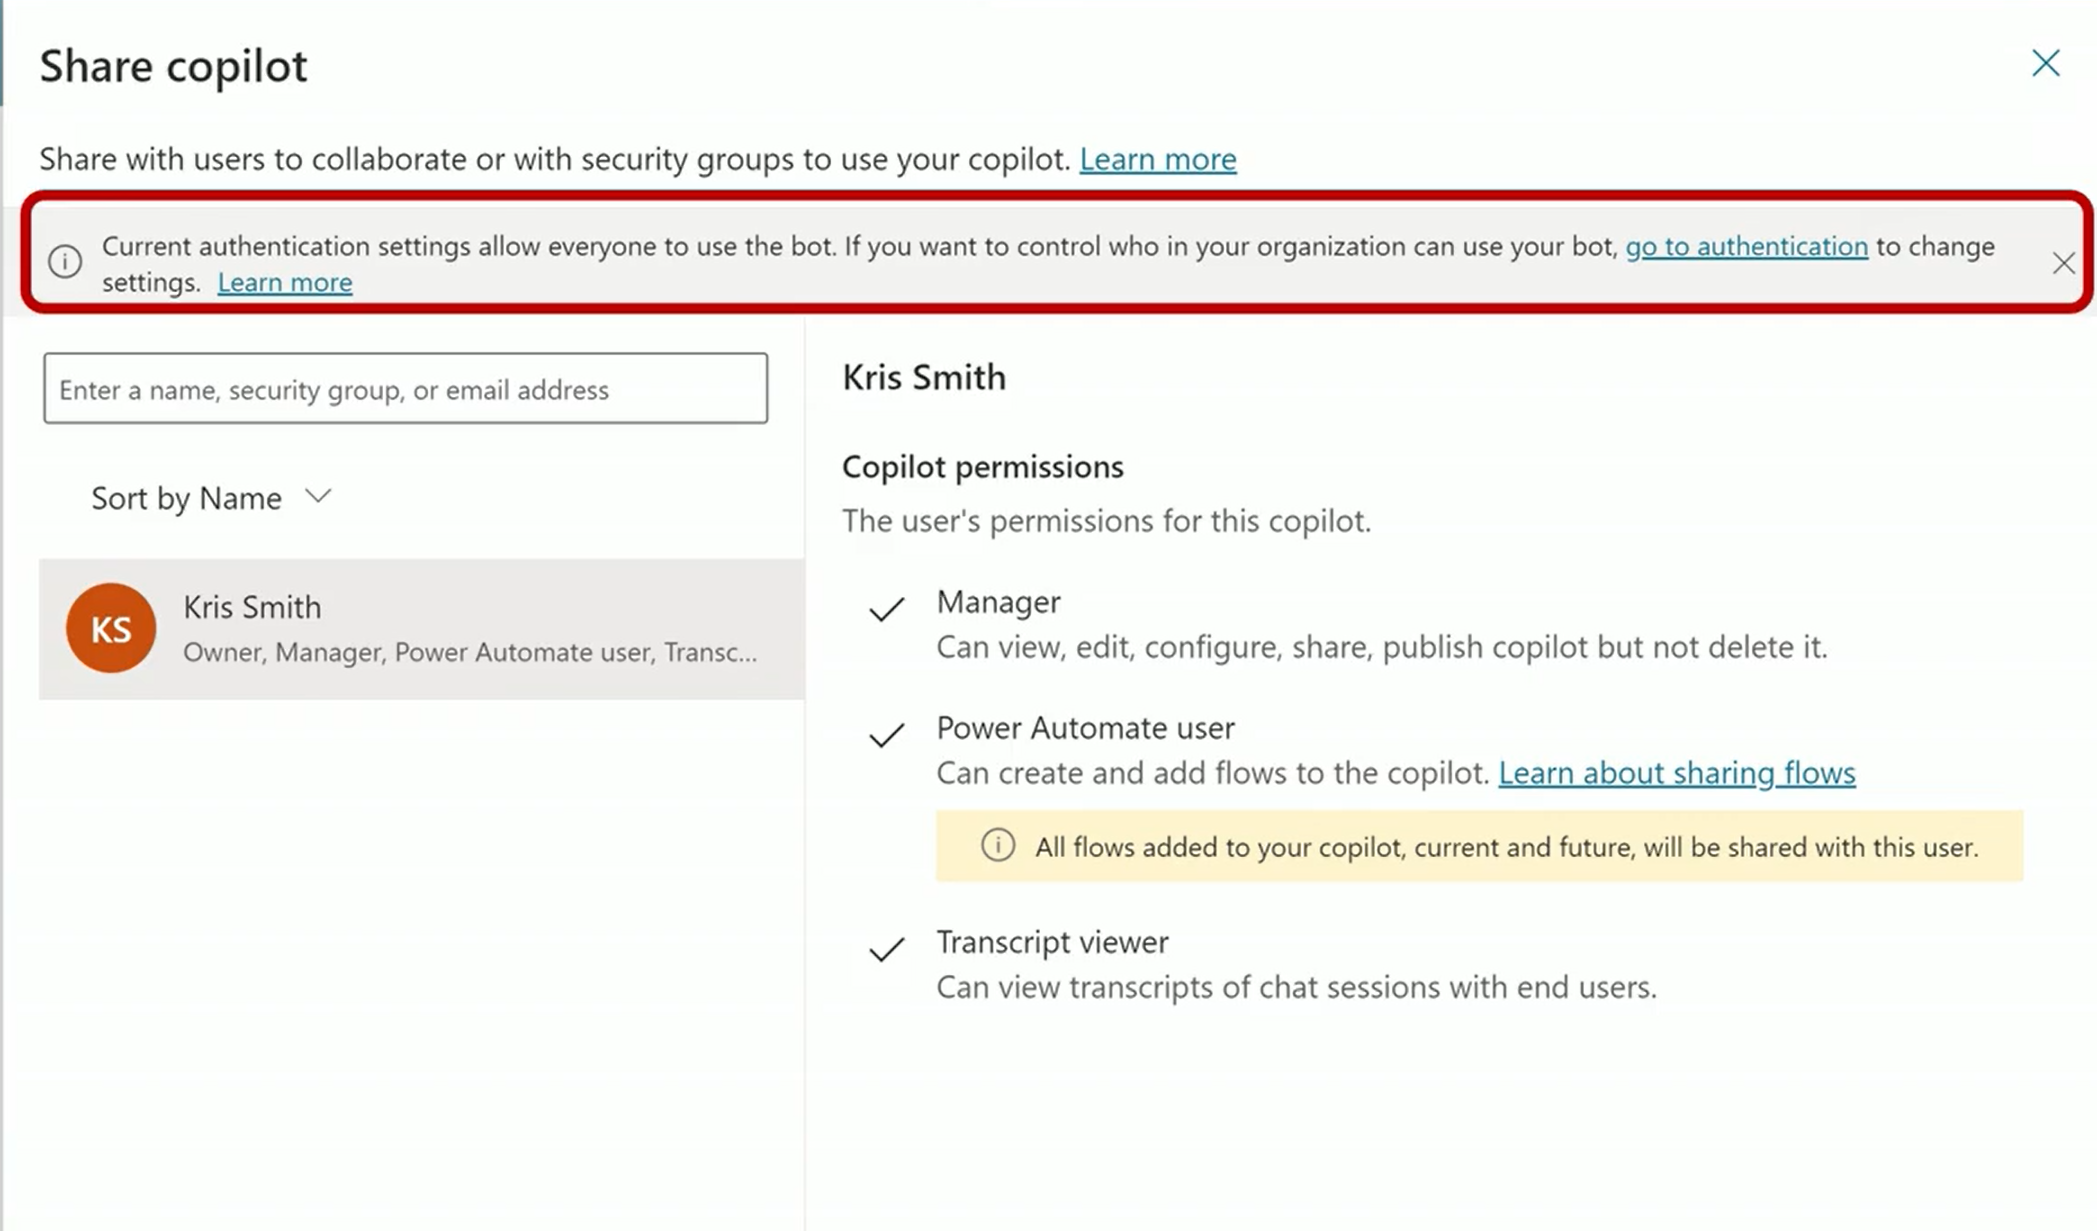 Share copilot
Share with users to collaborate or with security groups to use your copilot. Learn more
Current authentication settings allow everyone to use the bot. If you want to control who in your organization can use your bot, go to authentication to change
settings. Learn more
Enter a name, security group, or email address
Sort by Name
KS
Kris Smith
Owner, Manager, Power Automate user, Transc...
Kris Smith
Copilot permissions
The user's permissions for this copilot.
Manager
Can view, edit, configure, share, publish copilot but not delete it.
Power Automate user
Can create and add flows to the copilot. Learn about sharing flows
All flows added to your copilot, current and future, will be shared with this user.
Transcript viewer
Can view transcripts of chat sessions with end users.